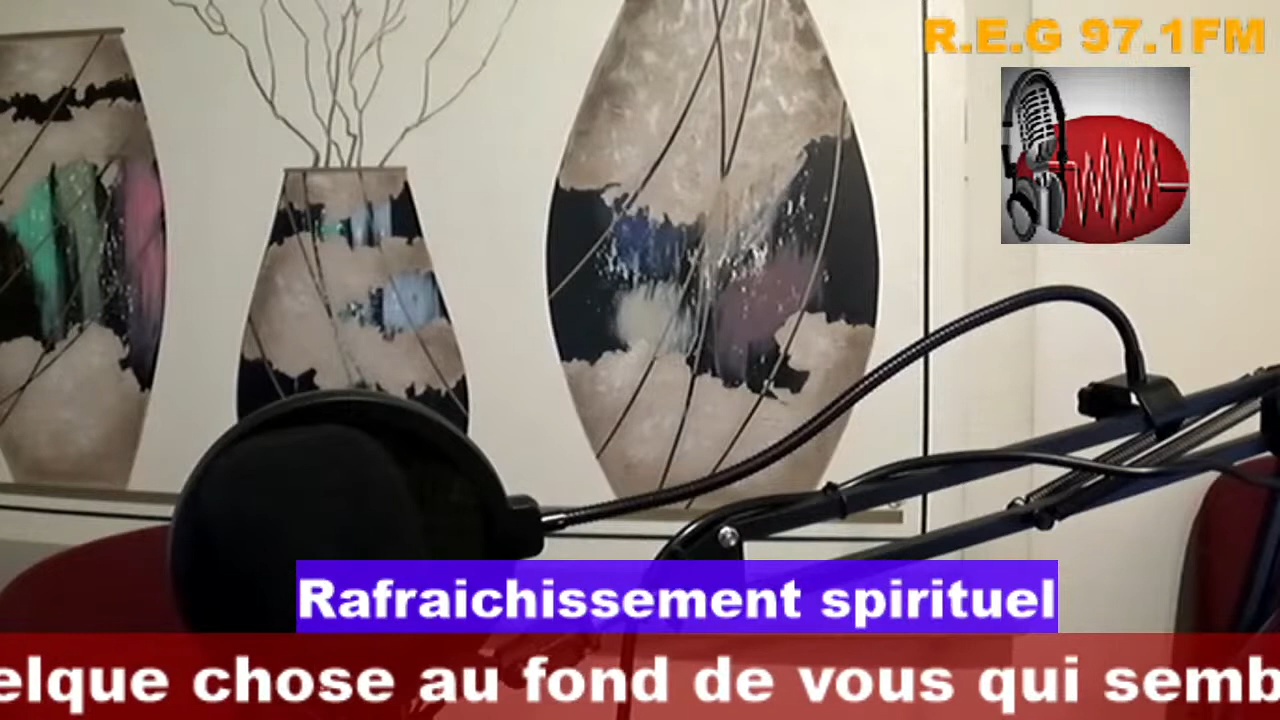 R.E.G 97.1FM
Rafraichissement spirituel
elque chose au fond de vous qui semb